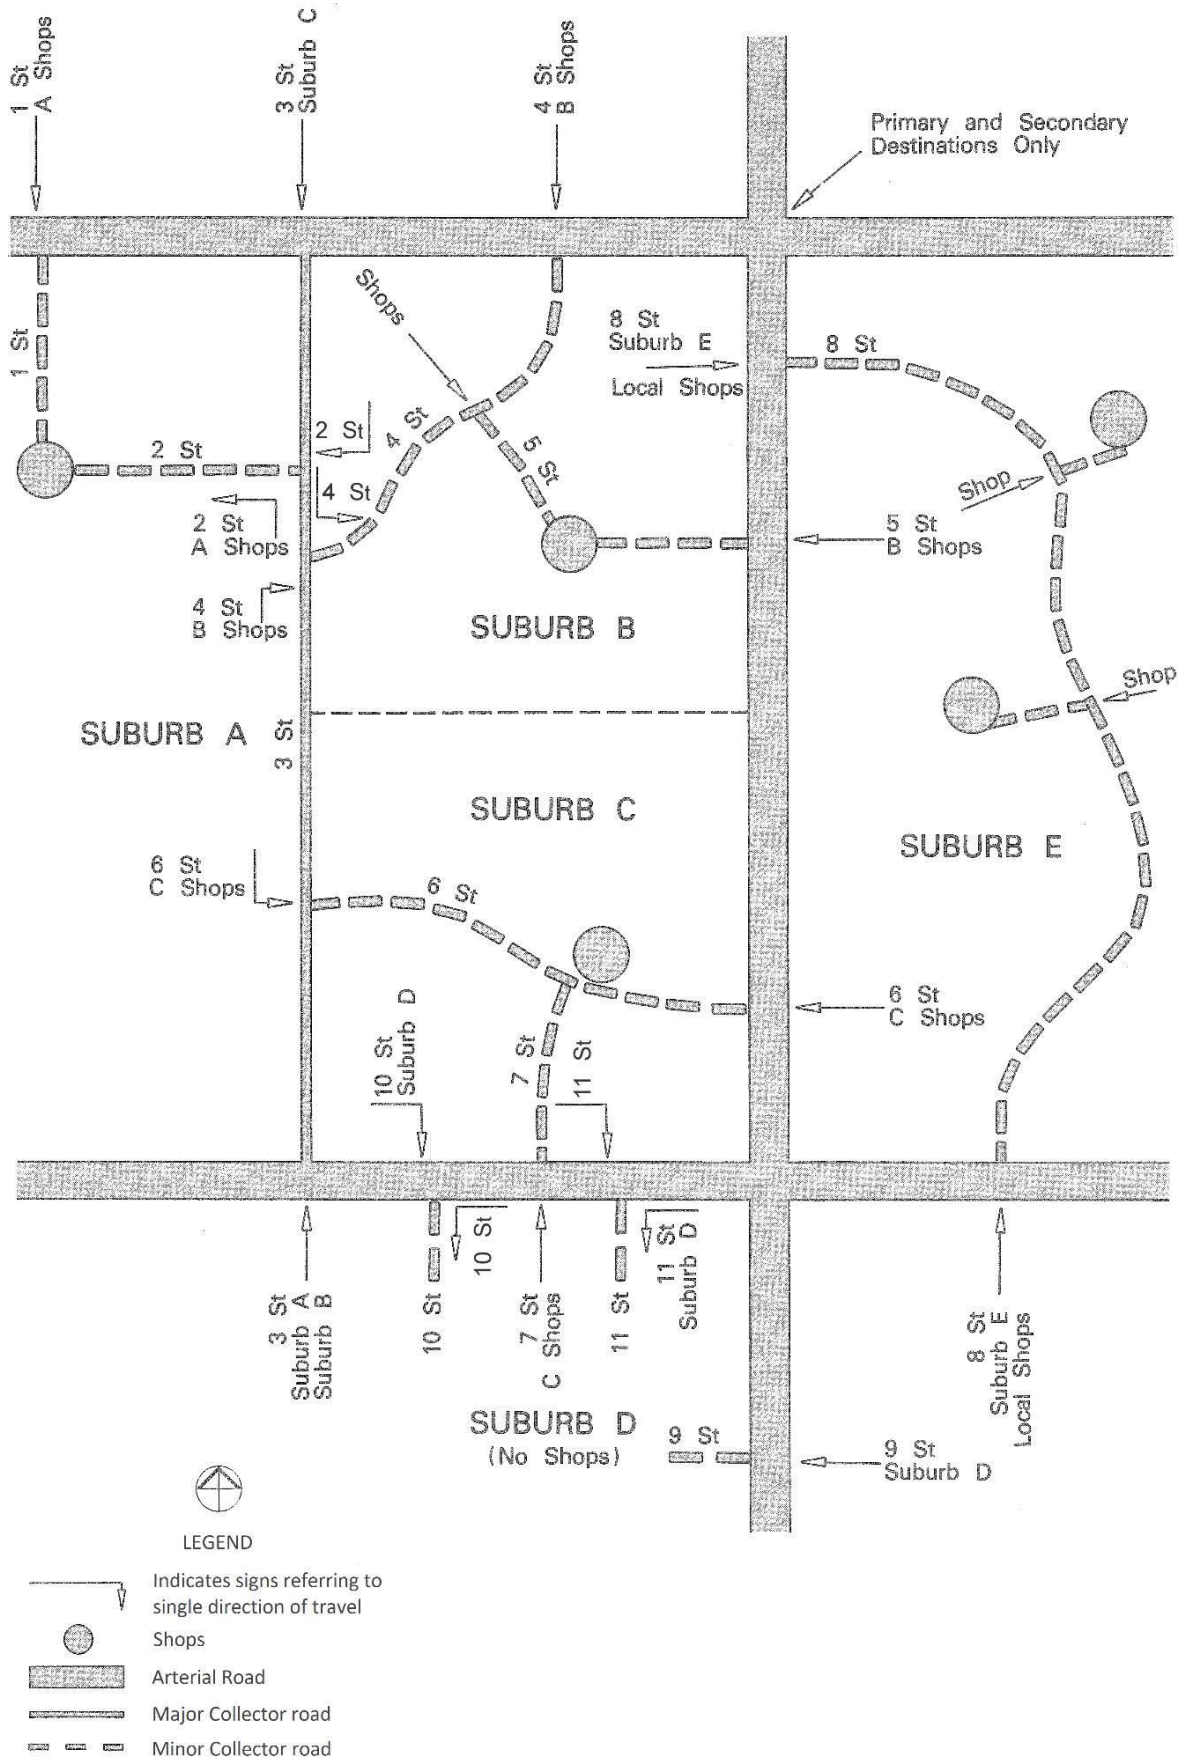 1 St
A Shops
3 St
Suburb C
4 St
B Shops
Primary and Secondary
Destinations Only
1 St
Shops
8 St
Suburb E
Local Shops
8 St
2 St
4 St
5 St
2 St
4 St
Shop
2 St
A Shops
5 St
B Shops
4 St
B Shops
SUBURB B
Shop
SUBURB A
3 St
SUBURB C
SUBURB E
6 St
C Shops
6 St
10 St
Suburb D
7 St
11 St
6 St
C Shops
3 St
Suburb A
Suburb B
10 St
10 St
7 St
C Shops
11 St
11 St
Suburb D
8 St
Suburb E
Local Shops
SUBURB D
(No Shops)
9 St
9 St
Suburb D
LEGEND
Indicates signs referring to
single direction of travel
Shops
Arterial Road
Major Collector road
Minor Collector road